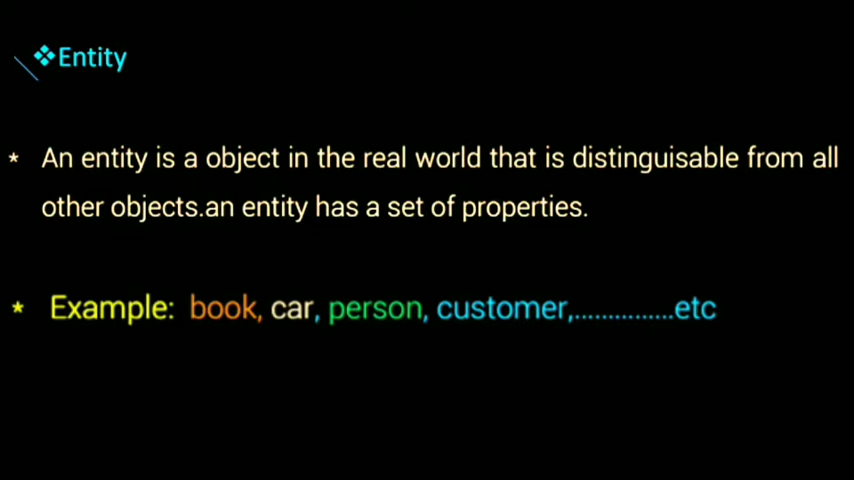 ❖Entity
* An entity is a object in the real world that is distinguisable from all
other objects.an entity has a set of properties.
* Example: book, car, person, customer,...............etc